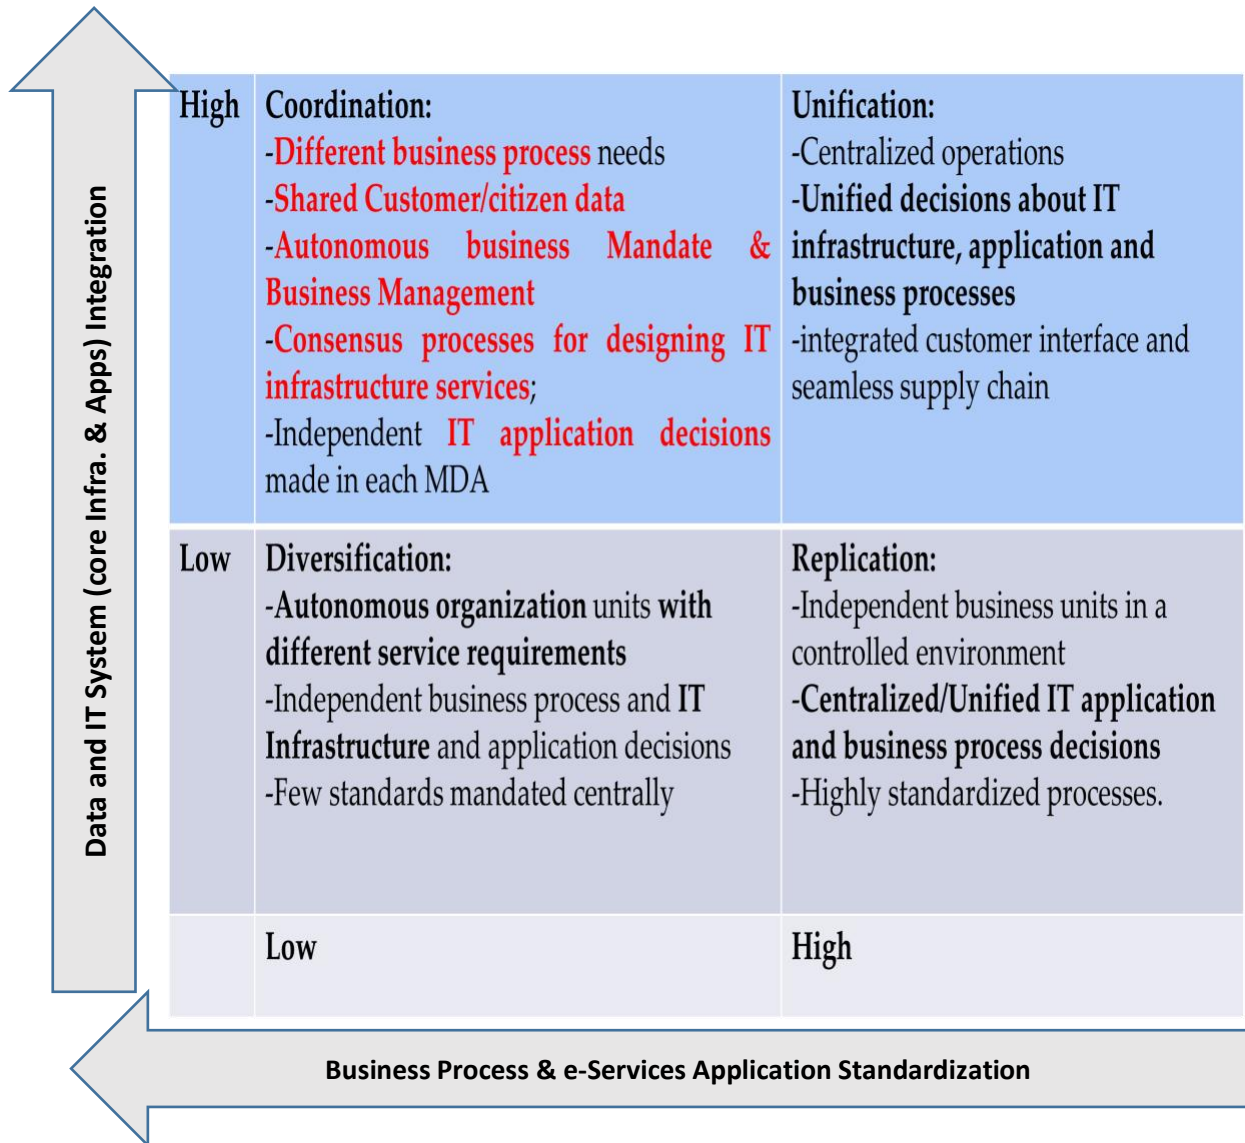 Data and IT System (core Infra. & Apps) Integration
High
Coordination:
-Different business process needs
-Shared Customer/citizen data
-Autonomous business Mandate &
Business Management
-Consensus processes for designing IT
infrastructure services;
-Independent IT application decisions
made in each MDA
Unification:
-Centralized operations
-Unified decisions about IT
infrastructure, application and
business processes
-integrated customer interface and
seamless supply chain
Low
Diversification:
-Autonomous organization units with
different service requirements
-Independent business process and IT
Infrastructure and application decisions
-Few standards mandated centrally
Replication:
-Independent business units in a
controlled environment
-Centralized/Unified IT application
and business process decisions
-Highly standardized processes.
Low
High
Business Process & e-Services Application Standardization